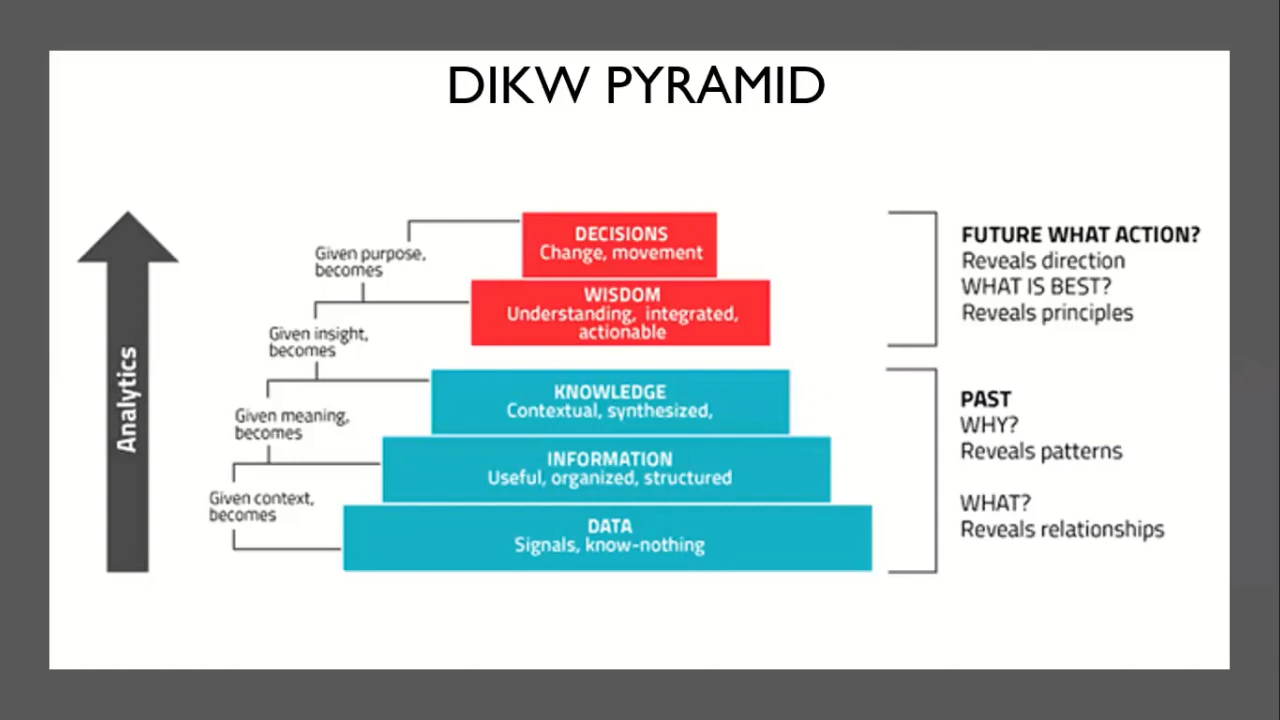 DIKW PYRAMID
DECISIONS
Change, movement
Given purpose,
becomes
WISDOM
Understanding, integrated,
actionable
Given insight,
becomes
KNOWLEDGE
Contextual, synthesized,
Given meaning,
becomes
INFORMATION
Useful, organized, structured
Given context,
becomes
DATA
Signals, know-nothing
Analytics
FUTURE WHAT ACTION?
Reveals direction
WHAT IS BEST?
Reveals principles
PAST
WHY?
Reveals patterns
WHAT?
Reveals relationships